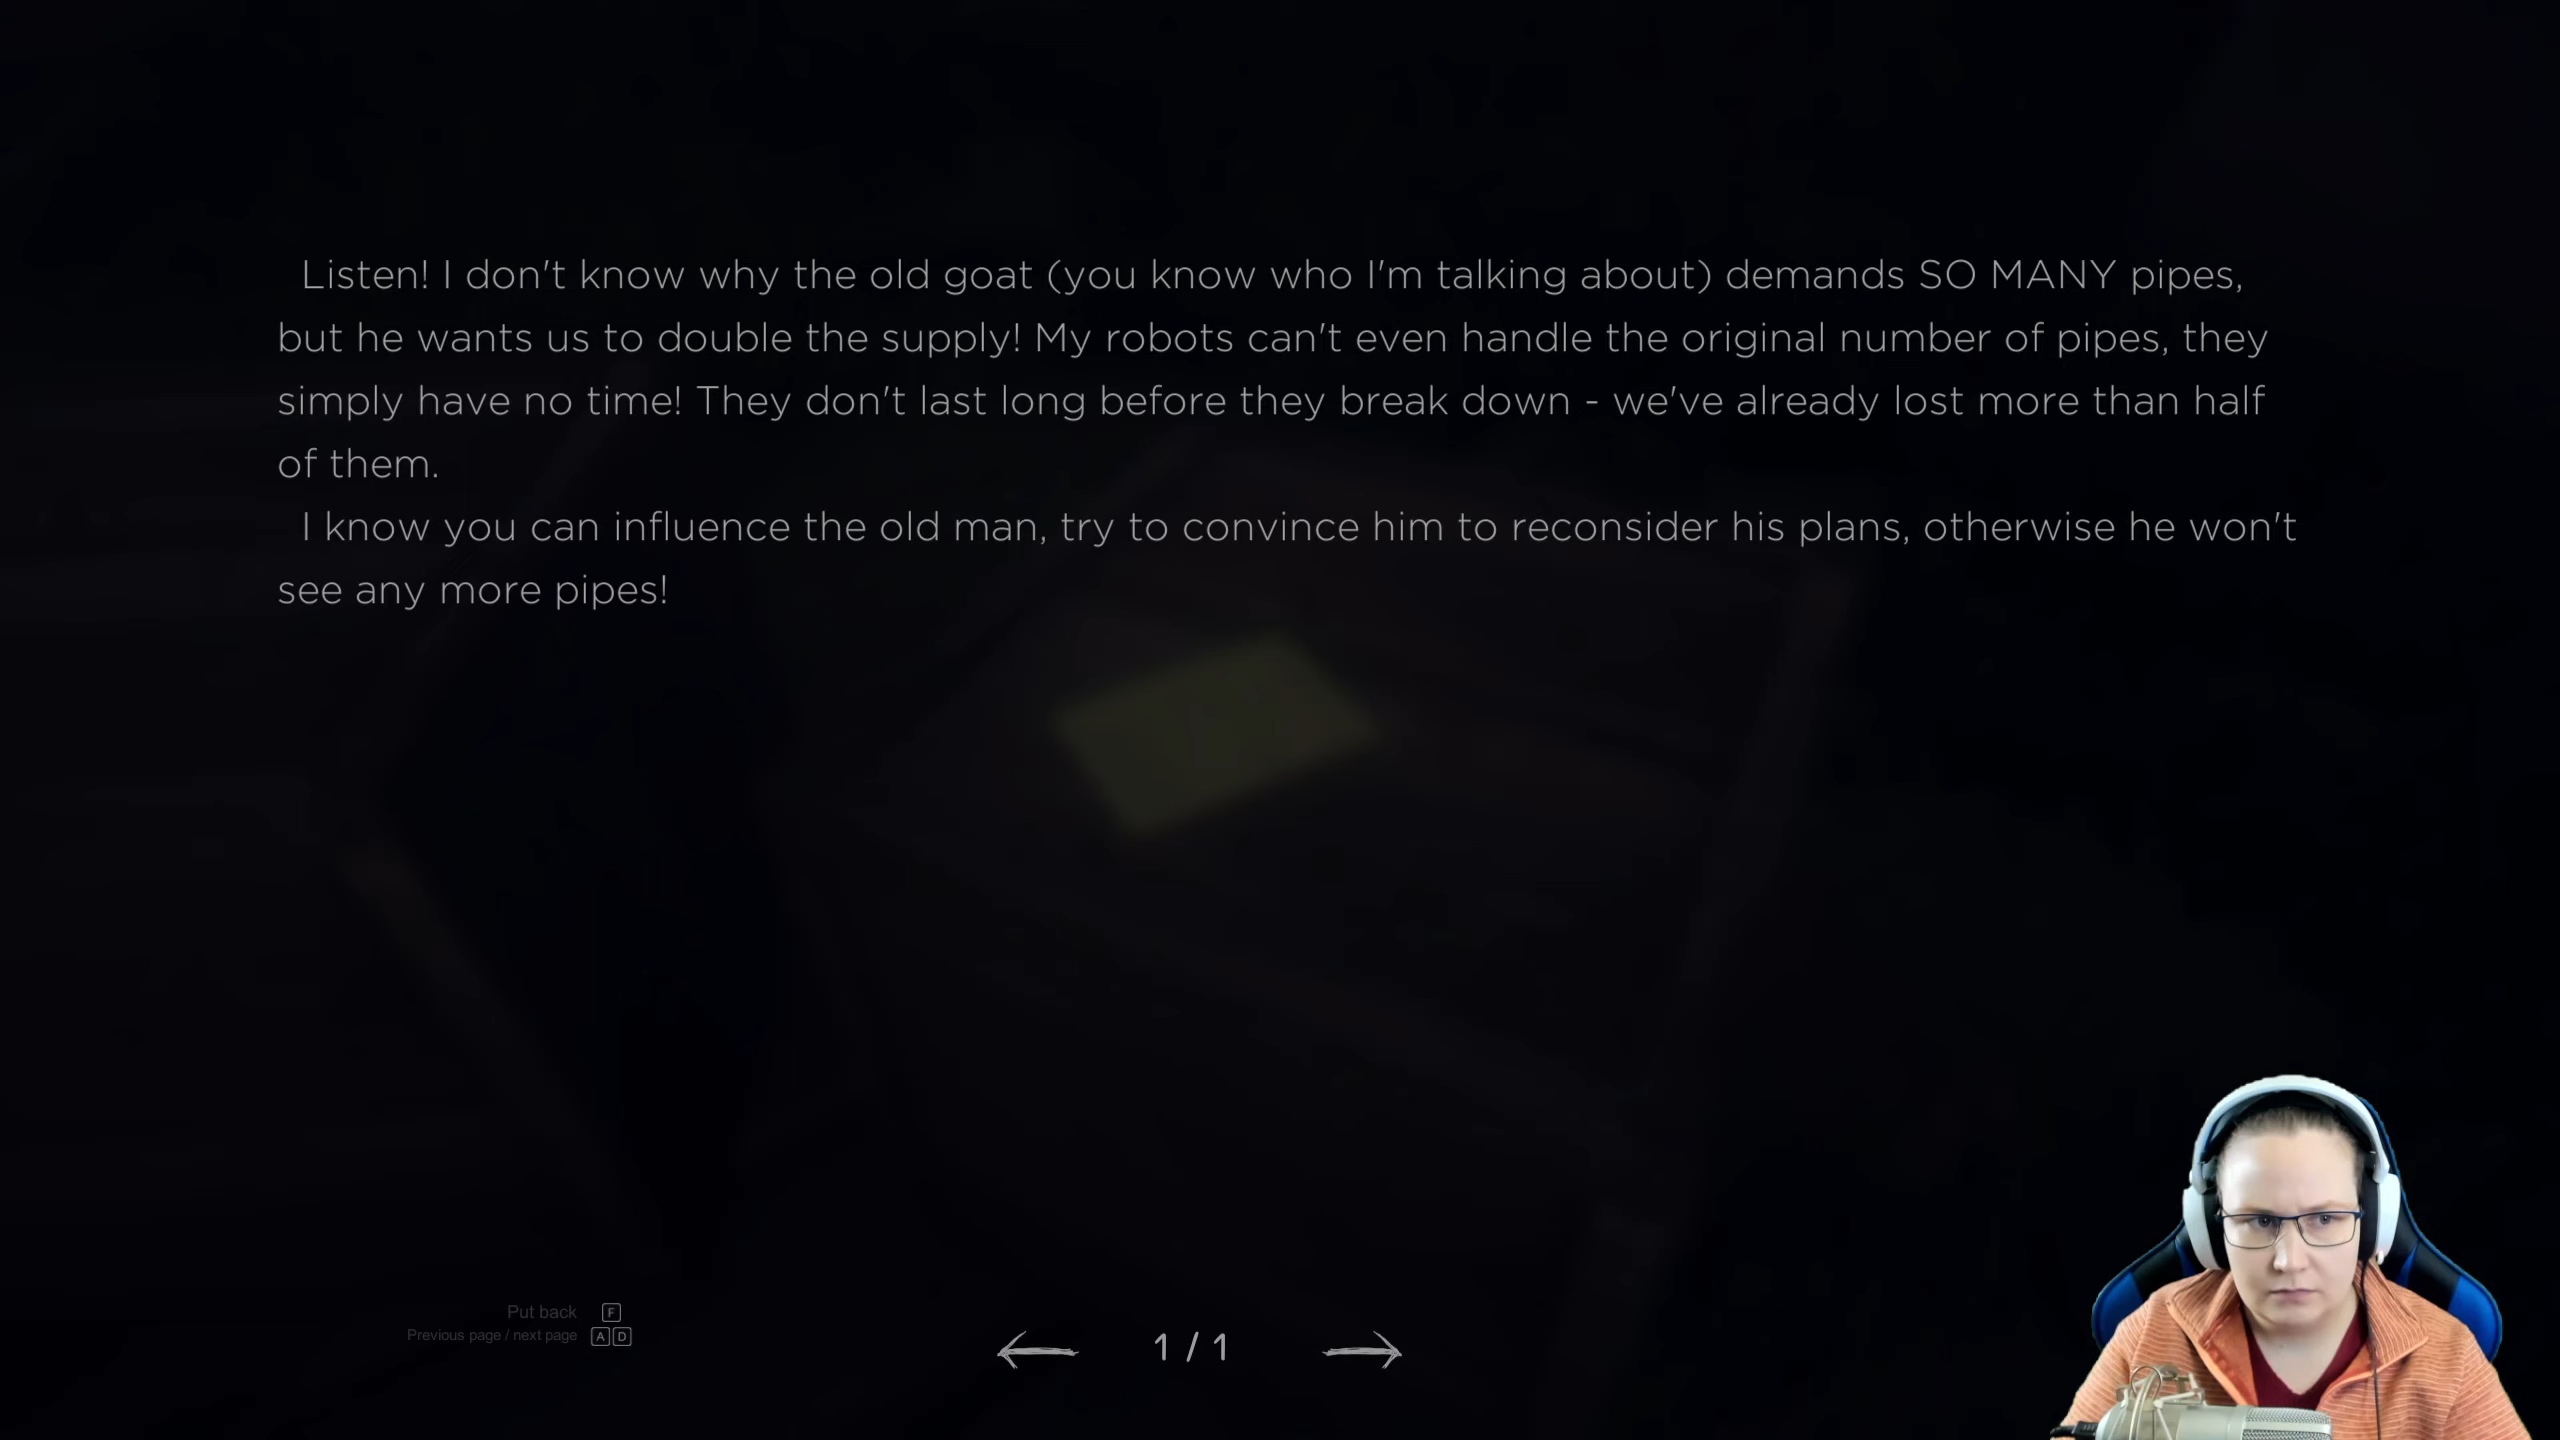 Listen! I don't know why the old goat (you know who I'm talking about) demands SO MANY pipes,
but he wants us to double the supply! My robots can't even handle the original number of pipes, they
simply have no time! They don't last long before they break down - we've already lost more than half
of them.
I know you can influence the old man, try to convince him to reconsider his plans, otherwise he won't
see any more pipes!
Put back F
Previous page / next page A D
1 / 1